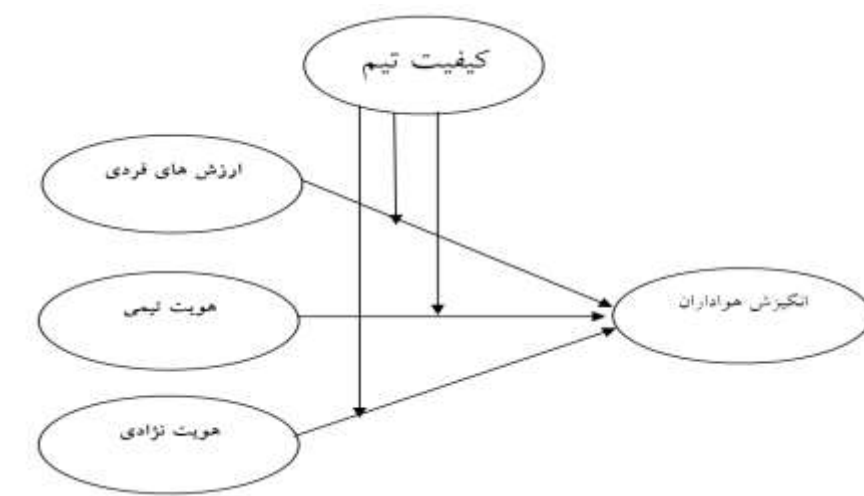 کیفیت تیم
ارزش های فردی
هویت تیمی
انگیزش هواداران
هویت نژادی